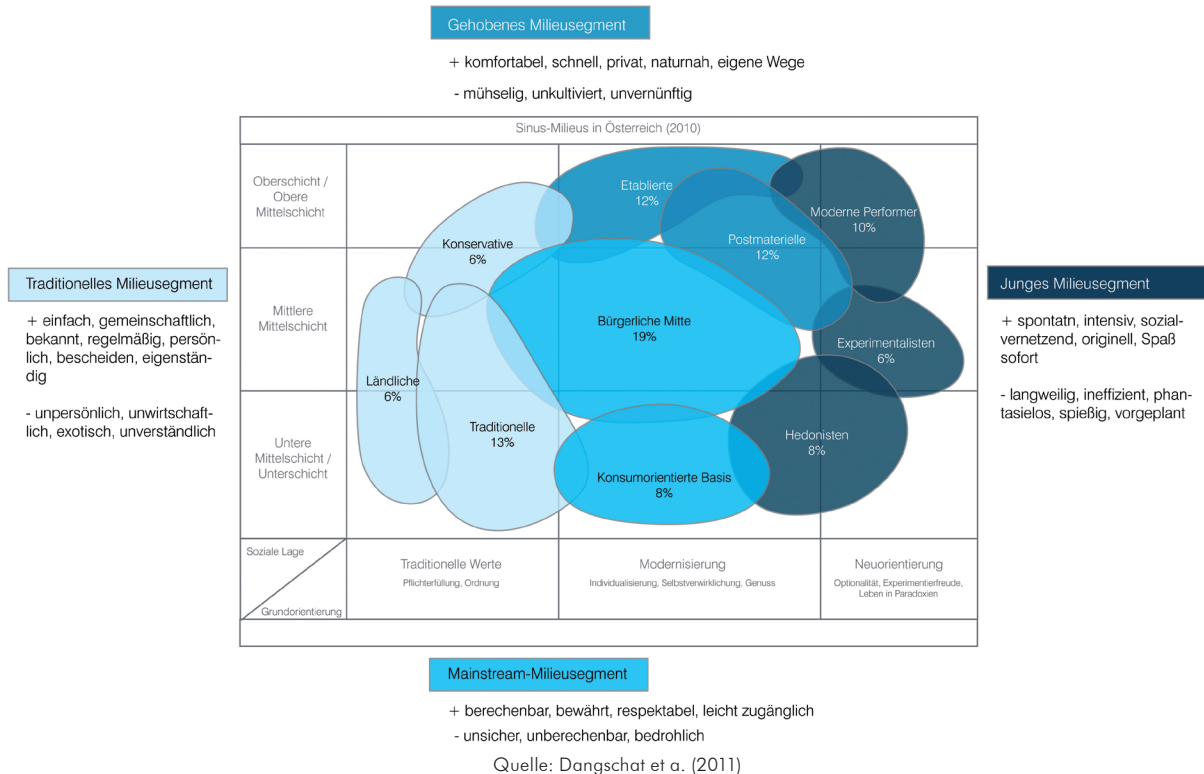 Gehobenes Milieusegment
+ komfortabel, schnell, privat, naturnah, eigene Wege
- mühselig, unkultiviert, unvernünftig
Sinus-Milieus in Österreich (2010)
Oberschicht /
Obere
Mittelschicht
Etablierte
12%
Moderne Performer
10%
Konservative
6%
Postmaterielle
12%
Traditionelles Milieusegment
+ einfach, gemeinschaftlich,
bekannt, regelmäßig, persön-
lich, bescheiden, eigenstän-
dig
- unpersönlich, unwirtschaft-
lich, exotisch, unverständlich
Mittlere
Mittelschicht
Bürgerliche Mitte
19%
Experimentalisten
6%
Junges Milieusegment
+ spontatn, intensiv, sozial-
vernetzend, originell, Spaß
sofort
- langweilig, ineffizient, phan-
tasielos, spießig, vorgeplant
Ländliche
6%
Untere
Mittelschicht /
Unterschicht
Traditionelle
13%
Hedonisten
8%
Konsumorientierte Basis
8%
Soziale Lage
Grundorientierung
Traditionelle Werte
Pflichterfüllung, Ordnung
Modernisierung
Individualisierung, Selbstverwirklichung, Genuss
Neuorientierung
Optionalität, Experimentierfreude,
Leben in Paradoxien
Mainstream-Milieusegment
+ berechenbar, bewährt, respektabel, leicht zugänglich
- unsicher, unberechenbar, bedrohlich
Quelle: Dangschat et a. (2011)